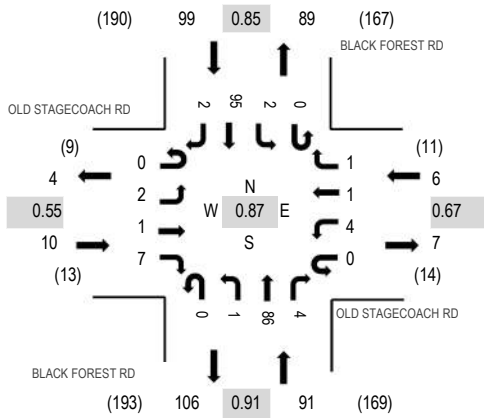 (190) 99 0.85 89 (167)
BLACK FOREST RD
OLD STAGECOACH RD
2 95 2 0
(9) 0 1 (11)
4 2 N 1 6
0.55 W 0.87 E 0.67
10 1 S 4 7
(13) 7 0 (14)
0 1 86 4
OLD STAGECOACH RD
BLACK FOREST RD
(193) 106 0.91 91 (169)